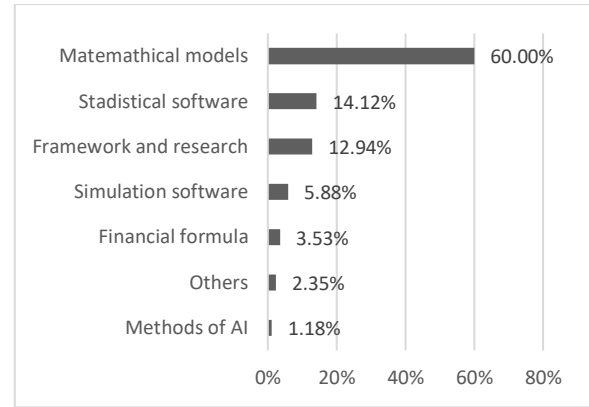 Matemathical models 60.00%
Stadistical software 14.12%
Framework and research 12.94%
Simulation software 5.88%
Financial formula 3.53%
Others 2.35%
Methods of AI 1.18%
0% 20% 40% 60% 80%